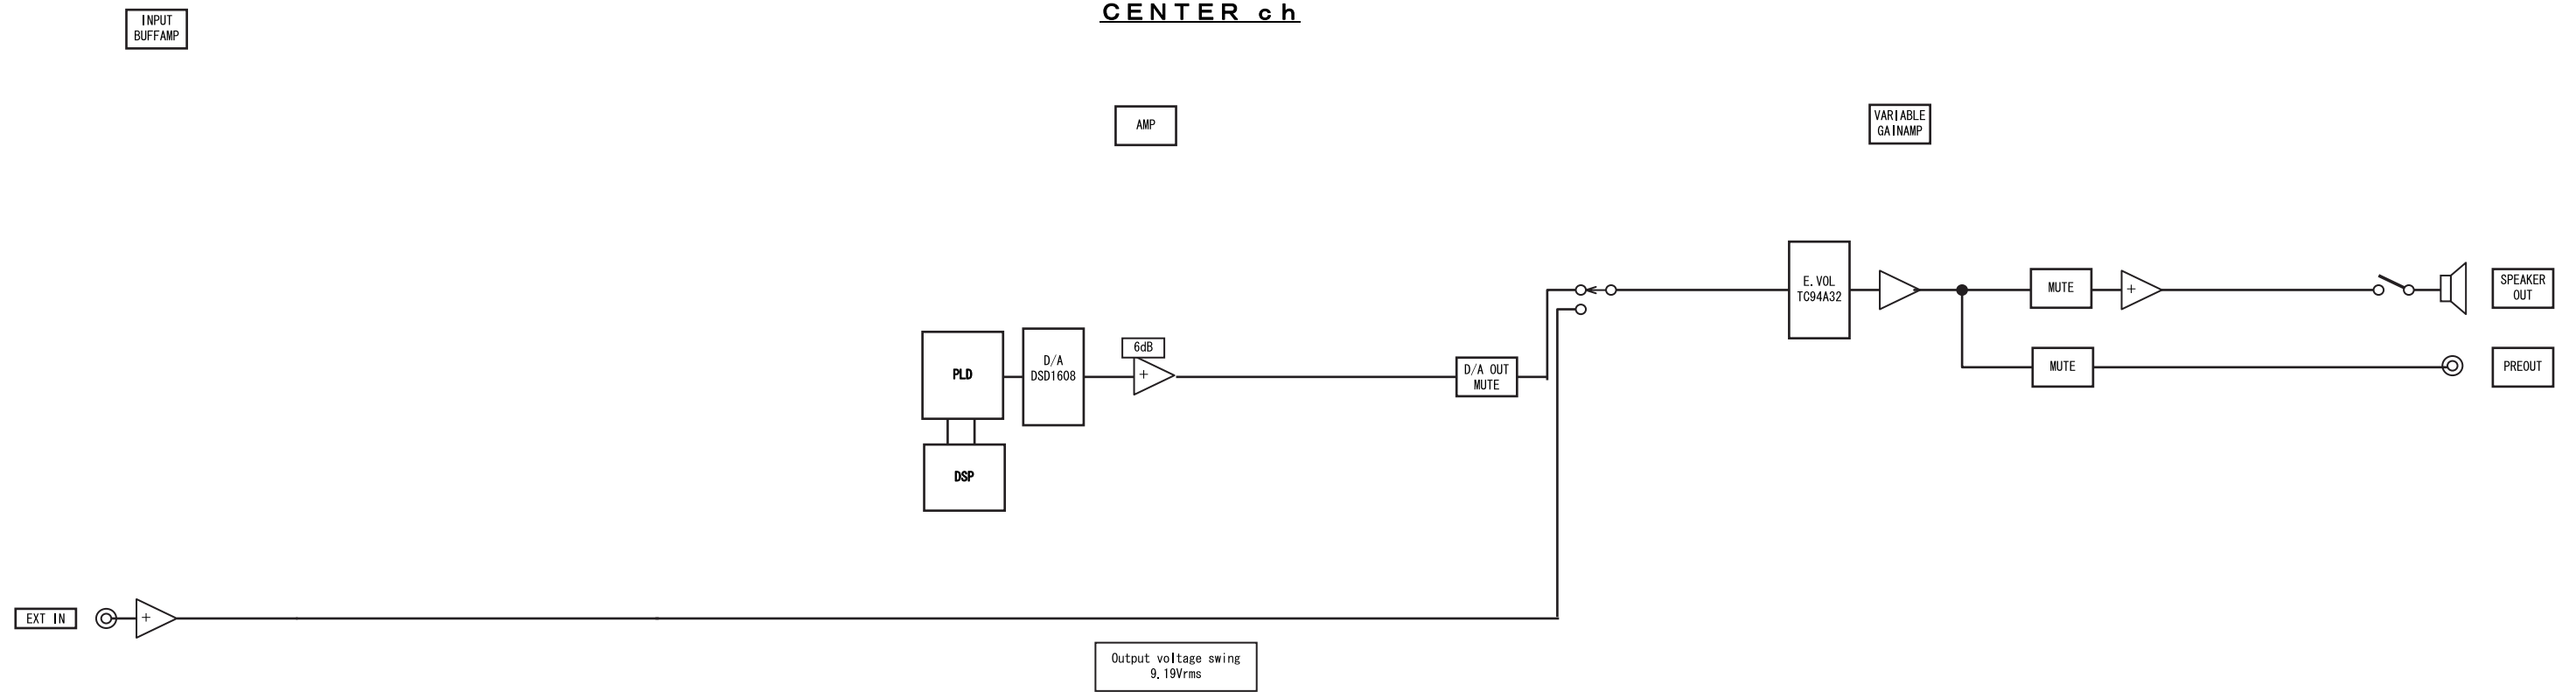 CENTER ch
INPUT
BUFFAMP
AMP
VARIABLE
GAINAMP
E.VOL
TC94A32
MUTE
+
SPEAKER
OUT
6dB
PLD
D/A
DSD1608
+
D/A OUT
MUTE
MUTE
PREOUT
DSP
EXT IN
+
Output voltage swing
9.19Vrms